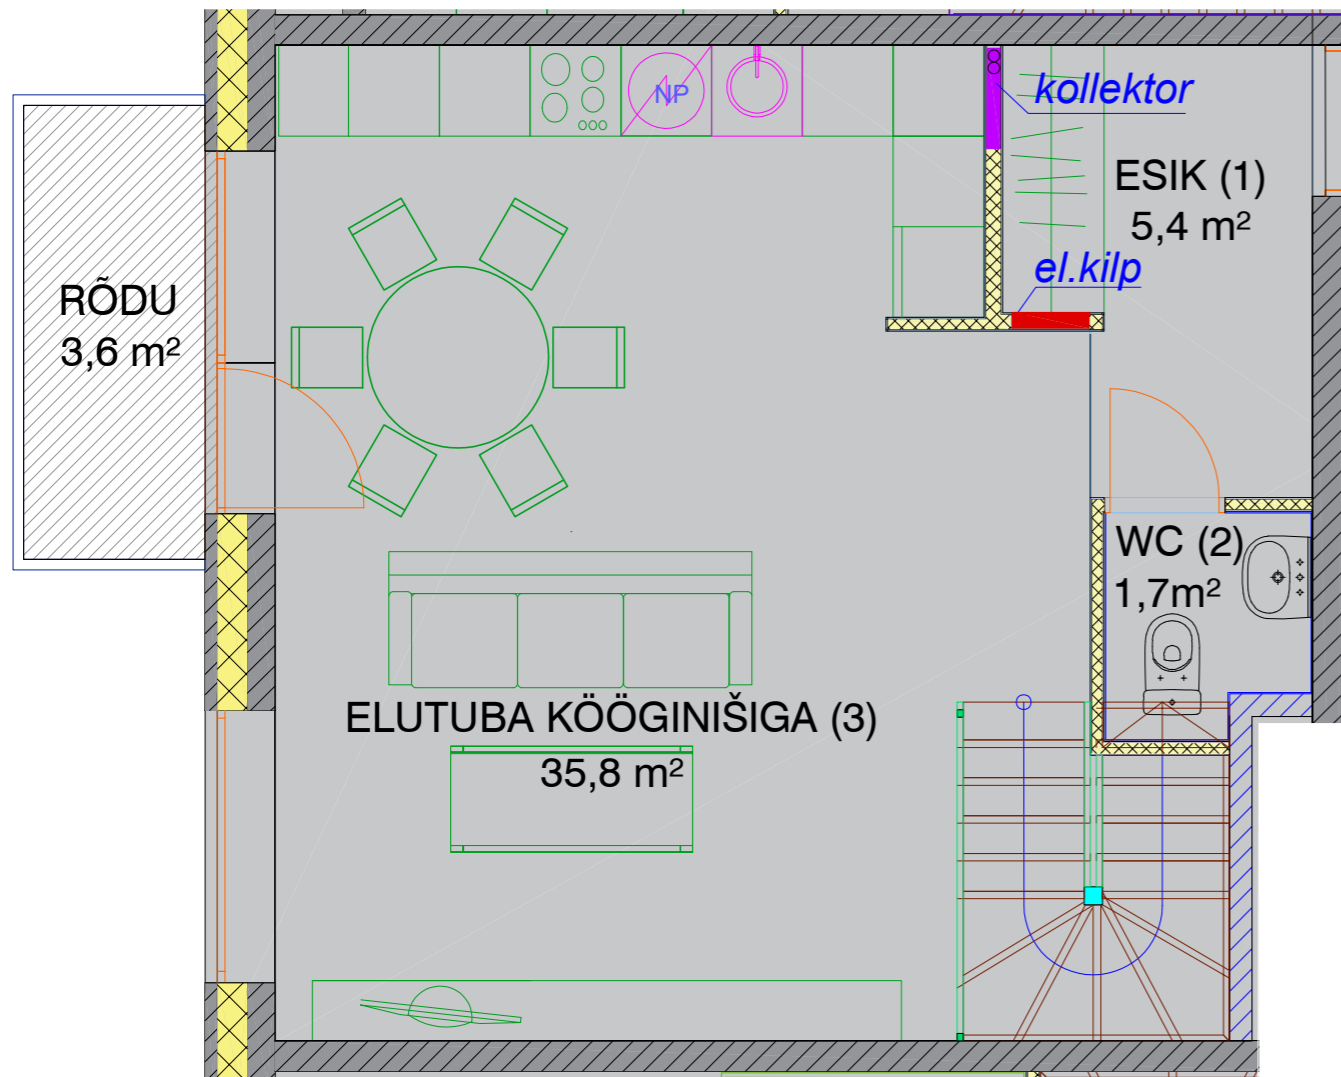 NP
kollektor
ESIK (1)
5,4 m²
el.kilp
RÕDU
3,6 m²
WC (2)
1,7m²
ELUTUBA KÖÖGINIŠIGA (3)
35,8 m²